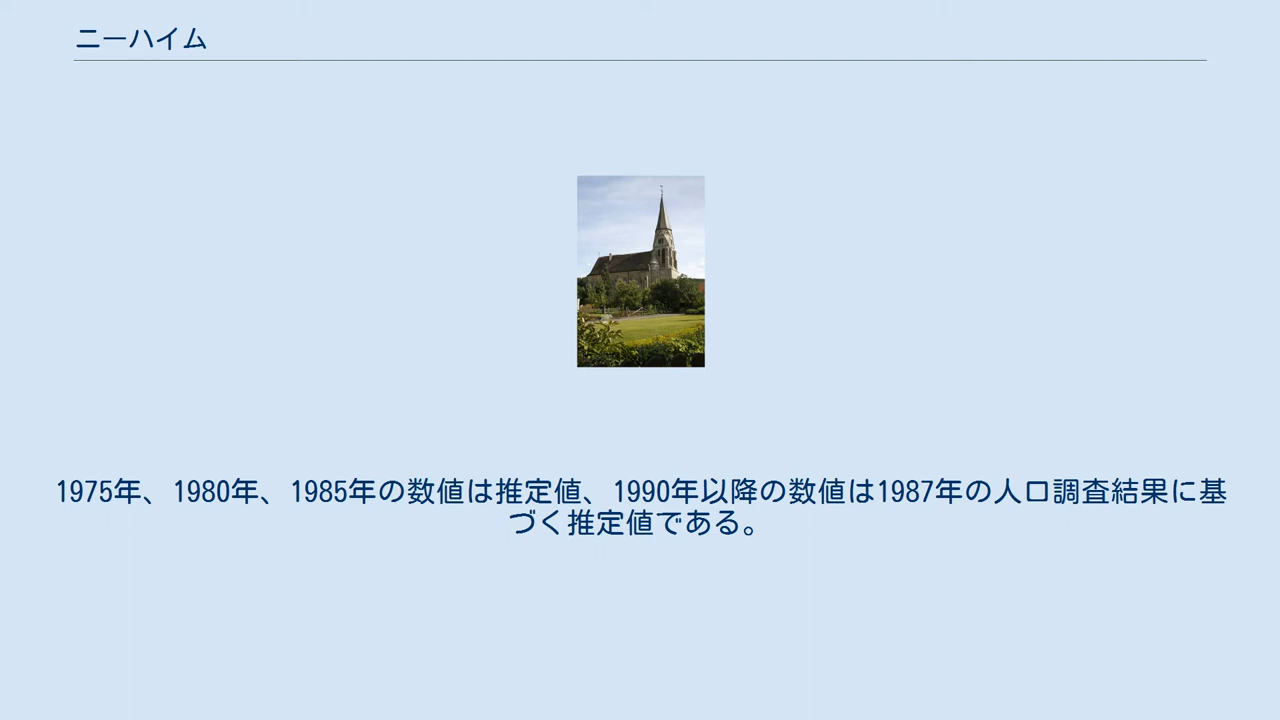 ニーハイム
1975年、1980年、1985年の数値は推定値、1990年以降の数値は1987年の人口調査結果に基
づく推定値である。